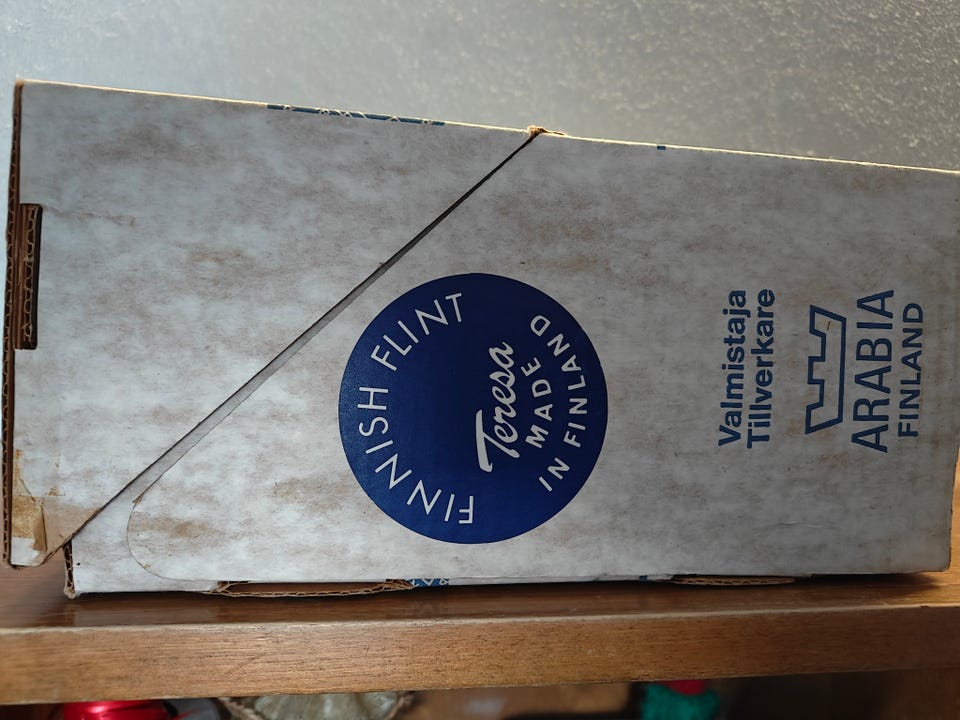 FINNISH FLINT
Teresa
MADE
IN FINLAND
Valmistaja
Tillverkare
ARABIA
FINLAND